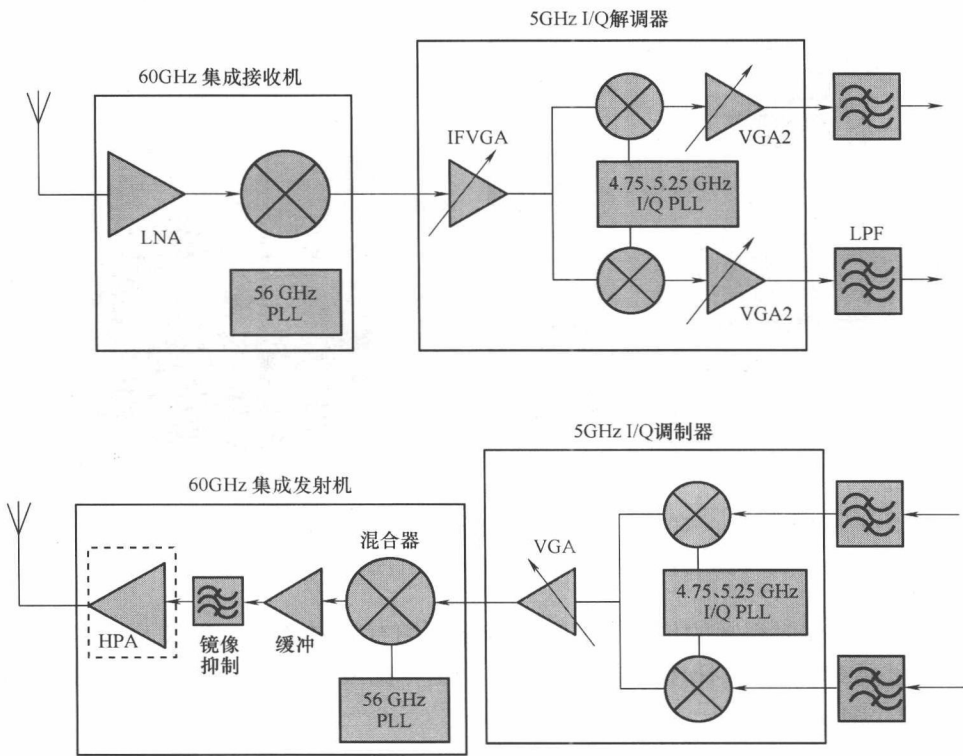 5GHz I/Q解调器
60GHz 集成接收机
IFVGA
VGA2
4.75、5.25 GHz
I/Q PLL
LNA
LPF
56 GHz
PLL
VGA2
5GHz I/Q调制器
60GHz 集成发射机
混合器
VGA
4.75、5.25 GHz
I/Q PLL
HPA
镜像
抑制
缓冲
56 GHz
PLL